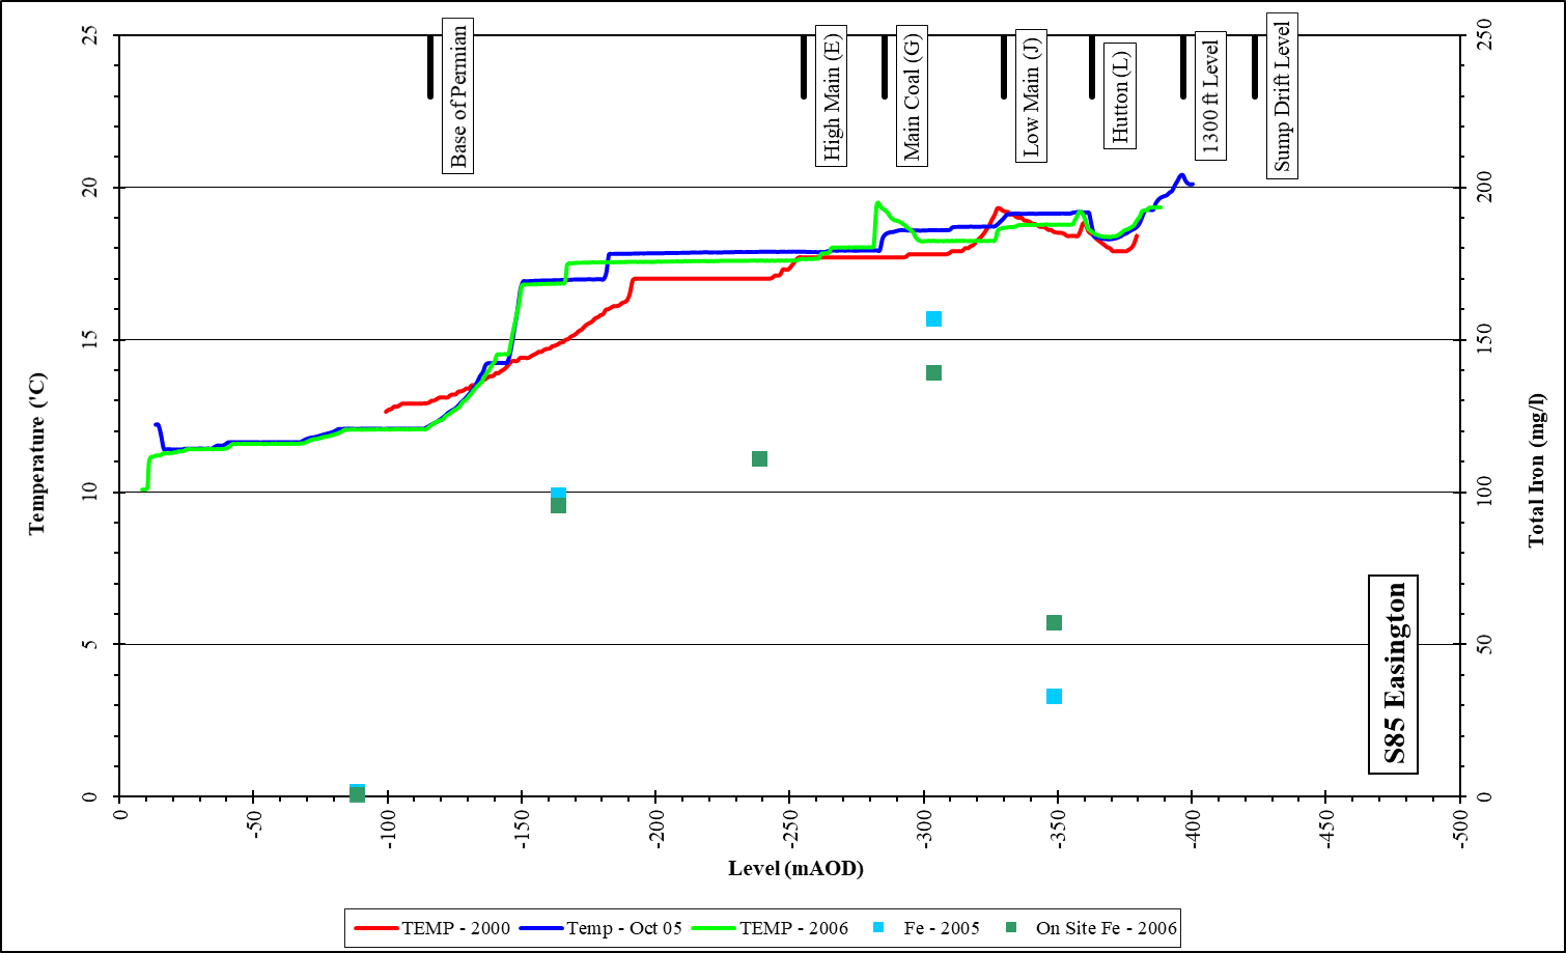 Base of Permian
High Main (E)
Main Coal (G)
Low Main (J)
Hutton (L)
1300 ft Level
Sump Drift Level
Temperature ('C)
25
20
15
10
5
0
Total Iron (mg/l)
250
200
150
100
50
0
S85 Easington
0
-50
-100
-150
-200
-250
-300
-350
-400
-450
-500
Level (mAOD)
TEMP - 2000
Temp - Oct 05
TEMP - 2006
Fe - 2005
On Site Fe - 2006